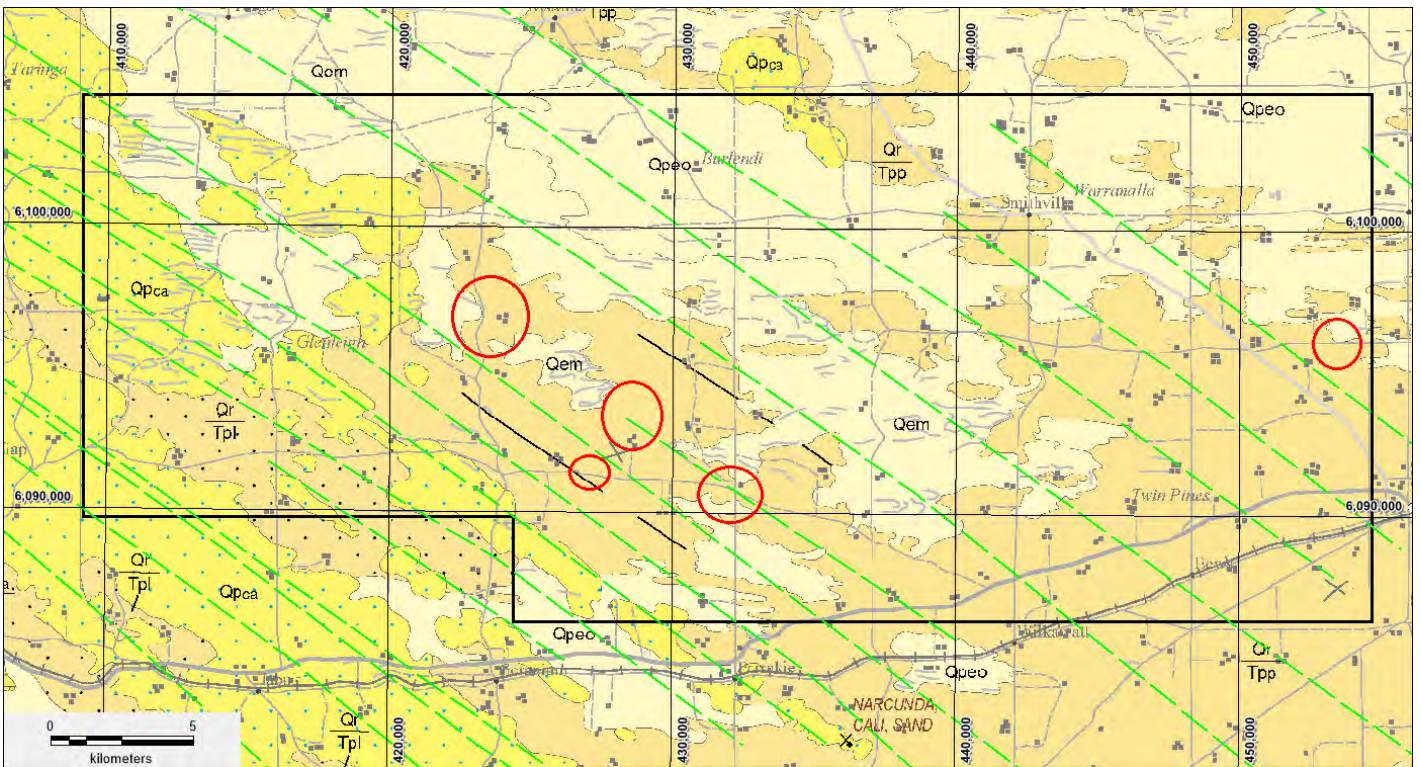 Tpp
410,000
420,000
430,000
440,000
450,000
Taringa
Qem
Qpca
Qpeo
Qpeo
Burfendi
Qr
Tpp
Warranalla
Smithville
6,100,000
6,100,000
Qpca
Glenleigh
Qem
Qr
Tpl
Qem
Twin Pines
6,090,000
6,090,000
Qr
Tpl
Qpca
Qpeo
Qpeo
Qr
Tpp
NARCUNDA
CALI, SAND
Qr
Tpl
420,000
430,000
440,000
450,000
0 5
kilometers